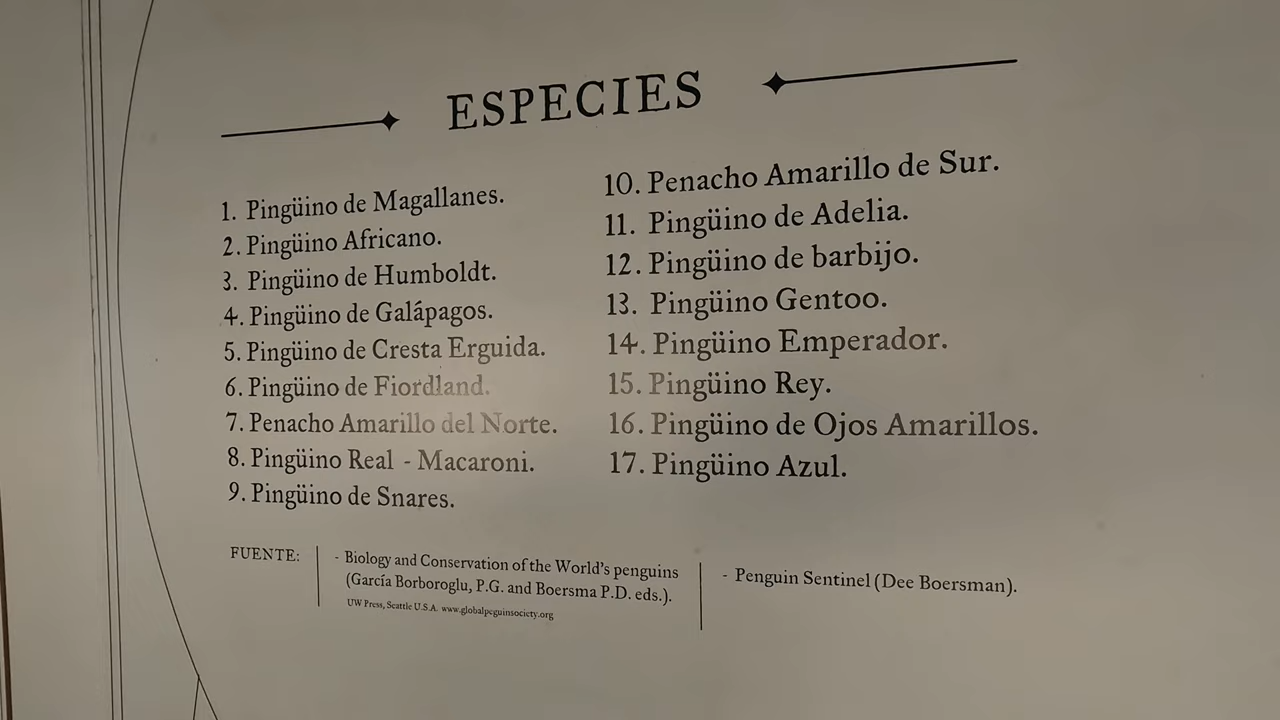 ESPECIES
1. Pingüino de Magallanes.
2. Pingüino Africano.
3. Pingüino de Humboldt.
4. Pingüino de Galápagos.
5. Pingüino de Cresta Erguida.
6. Pingüino de Fiordland.
7. Penacho Amarillo del Norte.
8. Pingüino Real - Macaroni.
9. Pingüino de Snares.
10. Penacho Amarillo de Sur.
11. Pingüino de Adelia.
12. Pingüino de barbijo.
13. Pingüino Gentoo.
14. Pingüino Emperador.
15. Pingüino Rey.
16. Pingüino de Ojos Amarillos.
17. Pingüino Azul.
FUENTE:
- Biology and Conservation of the World's penguins
(García Borboroglu, P.G. and Boersma P.D. eds.).
UW Press, Seattle U.S.A. www.globalpeguinsociety.org
- Penguin Sentinel (Dee Boersman).